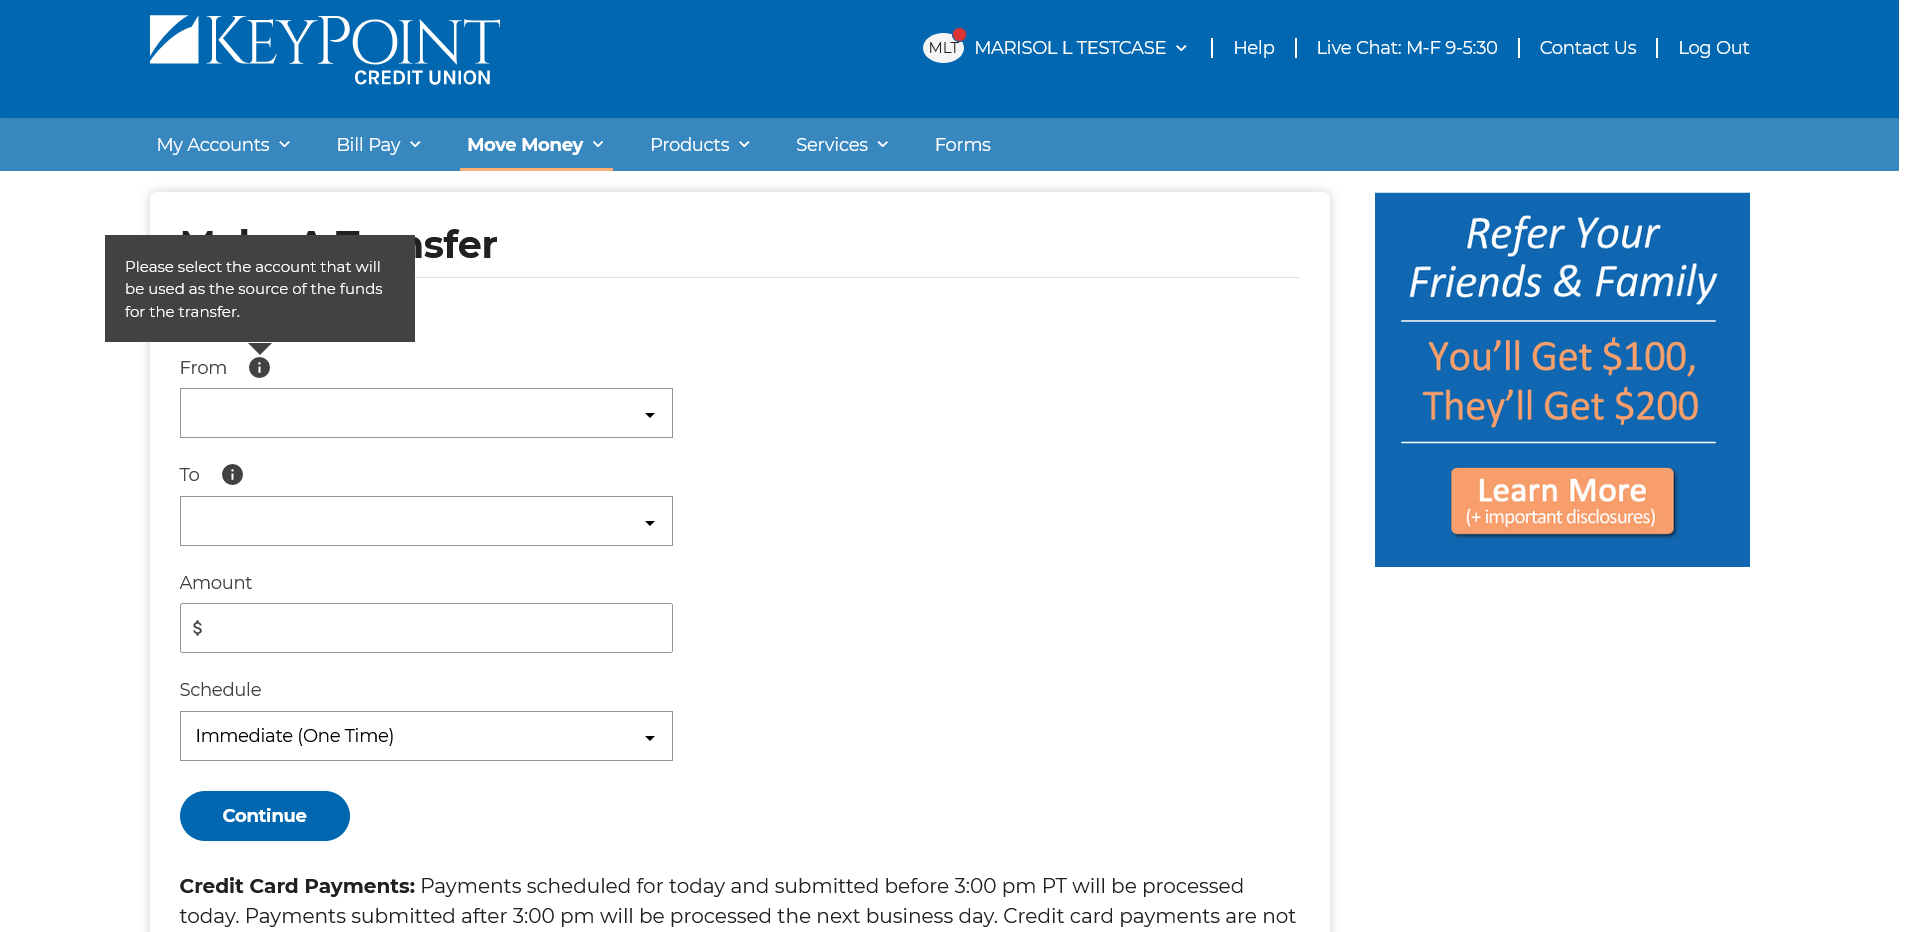 KEYPOINT
CREDIT UNION
MLT MARISOL L TESTCASE Help Live Chat: M-F 9-5:30 Contact Us Log Out
My Accounts Bill Pay Move Money Products Services Forms
Please select the account that will
be used as the source of the funds
for the transfer.
From
To
Amount
$
Schedule
Immediate (One Time)
Continue
Credit Card Payments: Payments scheduled for today and submitted before 3:00 pm PT will be processed
today. Payments submitted after 3:00 pm will be processed the next business day. Credit card payments are not
Refer Your
Friends & Family
You'll Get $100,
They'll Get $200
Learn More
(+ important disclosures)